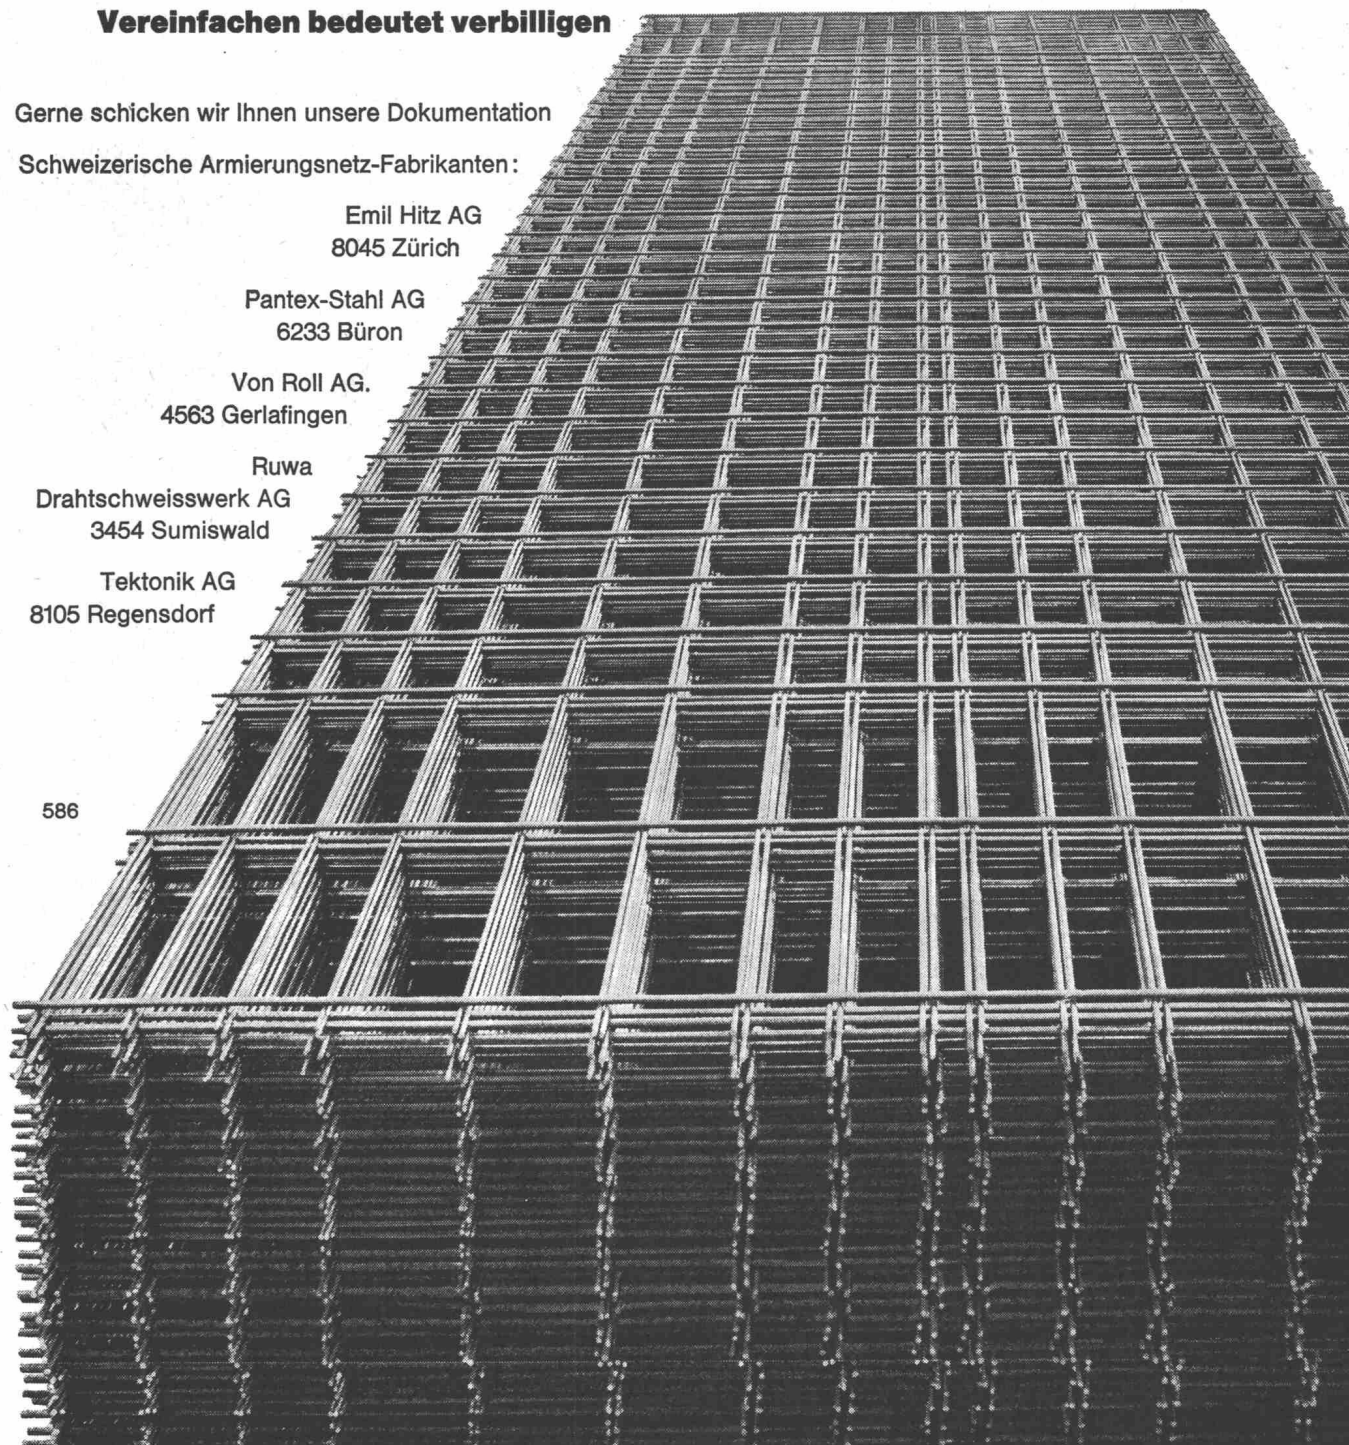 Vereinfachen bedeutet verbilligen
Gerne schicken wir Ihnen unsere Dokumentation
Schweizerische Armierungsnetz-Fabrikanten:
Emil Hitz AG
8045 Zürich
Pantex-Stahl AG
6233 Büron
Von Roll AG.
4563 Gerlafingen
Ruwa
Drahtschweisswerk AG
3454 Sumiswald
Tektonik AG
8105 Regensdorf
586